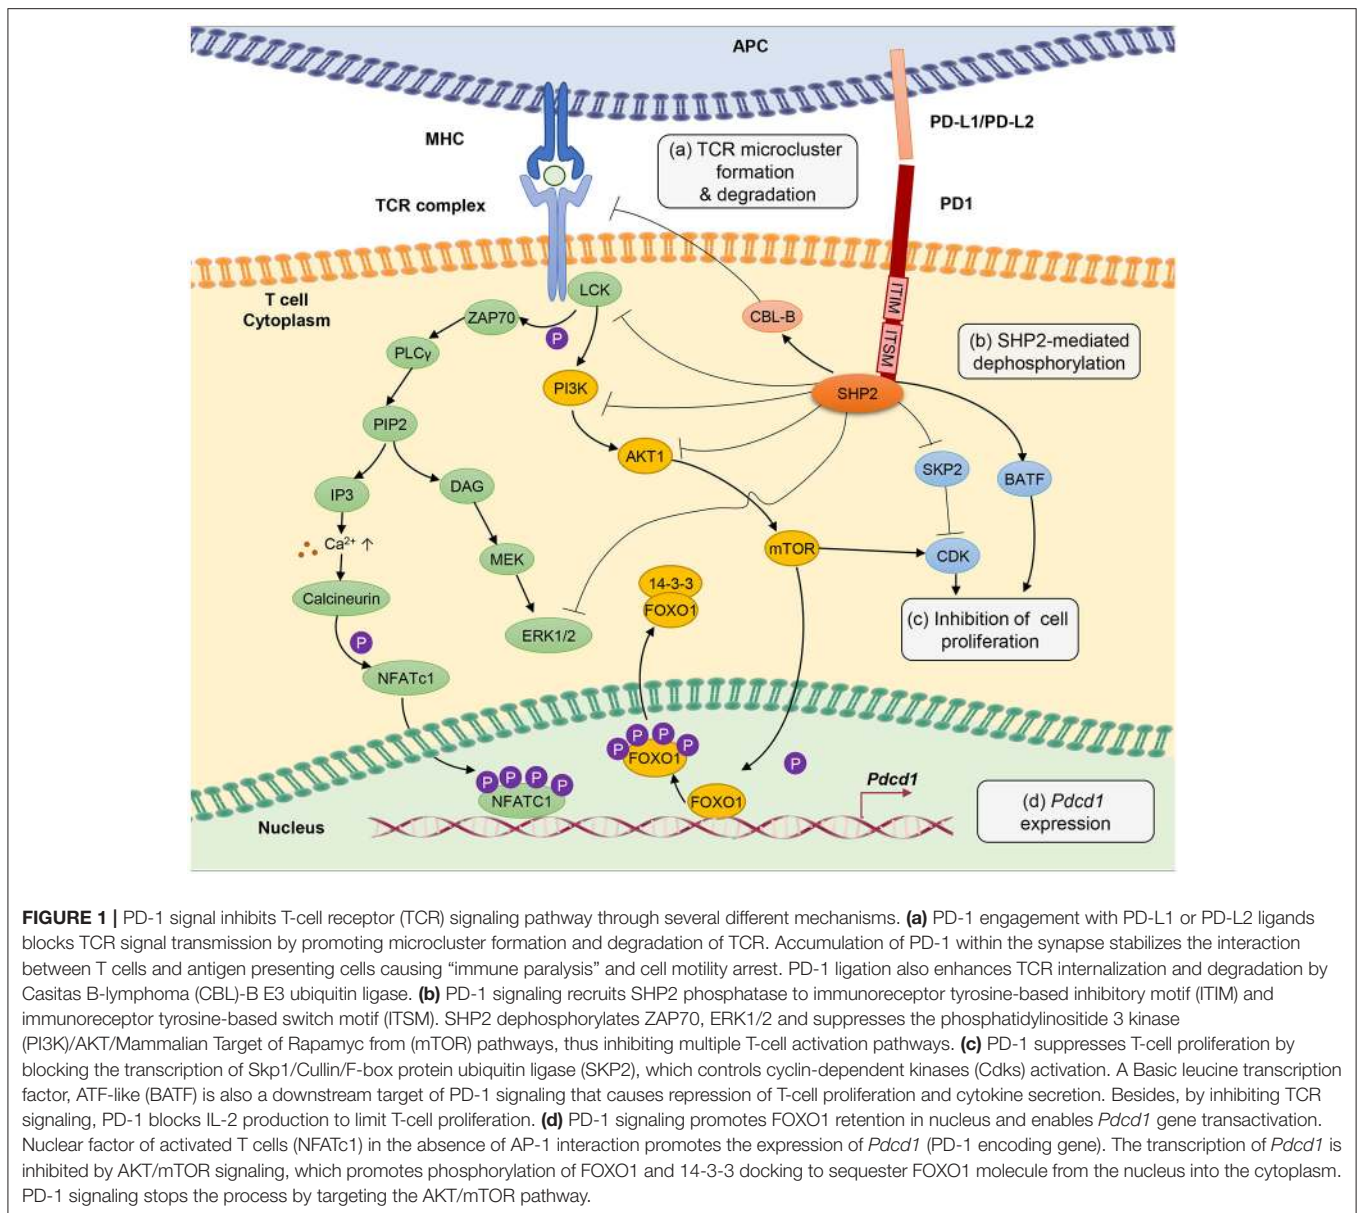 APC
PD-L1/PD-L2
MHC
(a) TCR microcluster
formation
& degradation
TCR complex
PD1
T cell
Cytoplasm
LCK
ZAP70
P
CBL-B
ITIM
ITSM
(b) SHP2-mediated
dephosphorylation
PLCγ
PI3K
SHP2
PIP2
AKT1
SKP2
BATF
IP3
DAG
Ca²⁺ ↑
MEK
mTOR
CDK
Calcineurin
14-3-3
FOXO1
(c) Inhibition of cell
proliferation
P
ERK1/2
NFATc1
P P P P
FOXO1
P
P P P P
NFATC1
FOXO1
Pdcd1
(d) Pdcd1
expression
Nucleus
FIGURE 1 | PD-1 signal inhibits T-cell receptor (TCR) signaling pathway through several different mechanisms. (a) PD-1 engagement with PD-L1 or PD-L2 ligands
blocks TCR signal transmission by promoting microcluster formation and degradation of TCR. Accumulation of PD-1 within the synapse stabilizes the interaction
between T cells and antigen presenting cells causing “immune paralysis” and cell motility arrest. PD-1 ligation also enhances TCR internalization and degradation by
Casitas B-lymphoma (CBL)-B E3 ubiquitin ligase. (b) PD-1 signaling recruits SHP2 phosphatase to immunoreceptor tyrosine-based inhibitory motif (ITIM) and
immunoreceptor tyrosine-based switch motif (ITSM). SHP2 dephosphorylates ZAP70, ERK1/2 and suppresses the phosphatidylinositide 3 kinase
(PI3K)/AKT/Mammalian Target of Rapamyc from (mTOR) pathways, thus inhibiting multiple T-cell activation pathways. (c) PD-1 suppresses T-cell proliferation by
blocking the transcription of Skp1/Cullin/F-box protein ubiquitin ligase (SKP2), which controls cyclin-dependent kinases (Cdks) activation. A Basic leucine transcription
factor, ATF-like (BATF) is also a downstream target of PD-1 signaling that causes repression of T-cell proliferation and cytokine secretion. Besides, by inhibiting TCR
signaling, PD-1 blocks IL-2 production to limit T-cell proliferation. (d) PD-1 signaling promotes FOXO1 retention in nucleus and enables Pdcd1 gene transactivation.
Nuclear factor of activated T cells (NFATc1) in the absence of AP-1 interaction promotes the expression of Pdcd1 (PD-1 encoding gene). The transcription of Pdcd1 is
inhibited by AKT/mTOR signaling, which promotes phosphorylation of FOXO1 and 14-3-3 docking to sequester FOXO1 molecule from the nucleus into the cytoplasm.
PD-1 signaling stops the process by targeting the AKT/mTOR pathway.